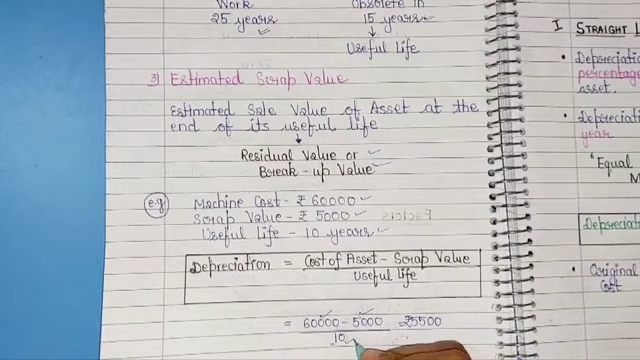 Work
Obsolete in
25 years
15 years
Useful Life
3) Estimated Scrap Value
Estimated Sale Value of Asset at the
end of its useful life
Residual Value or
Break-up Value
e.g) Machine Cost - ₹ 60000
Scrap Value - ₹ 5000
Useful Life - 10 years
Depreciation = Cost of Asset - Scrap Value
Useful Life
= 60000 - 5000 = ₹5500
10
I STRAIGHT
• Depreciati
percentage
asset.
• Depreciati
year
"Equal
Depreciat
• Original
Cost